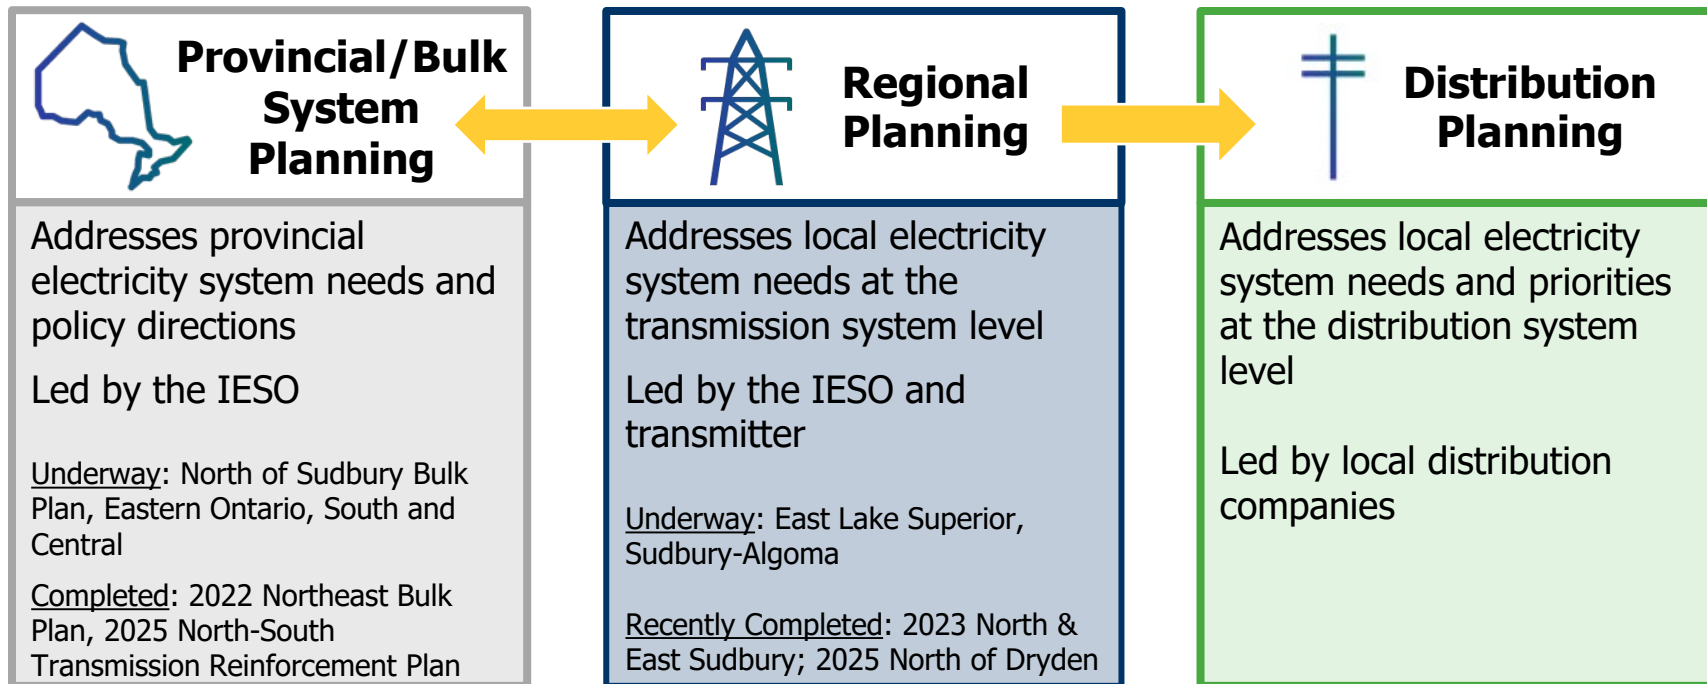 Provincial/Bulk
System
Planning
Addresses provincial
electricity system needs and
policy directions
Led by the IESO
Underway: North of Sudbury Bulk
Plan, Eastern Ontario, South and
Central
Completed: 2022 Northeast Bulk
Plan, 2025 North-South
Transmission Reinforcement Plan
Regional
Planning
Addresses local electricity
system needs at the
transmission system level
Led by the IESO and
transmitter
Underway: East Lake Superior,
Sudbury-Algoma
Recently Completed: 2023 North &
East Sudbury; 2025 North of Dryden
Distribution
Planning
Addresses local electricity
system needs and priorities
at the distribution system
level
Led by local distribution
companies